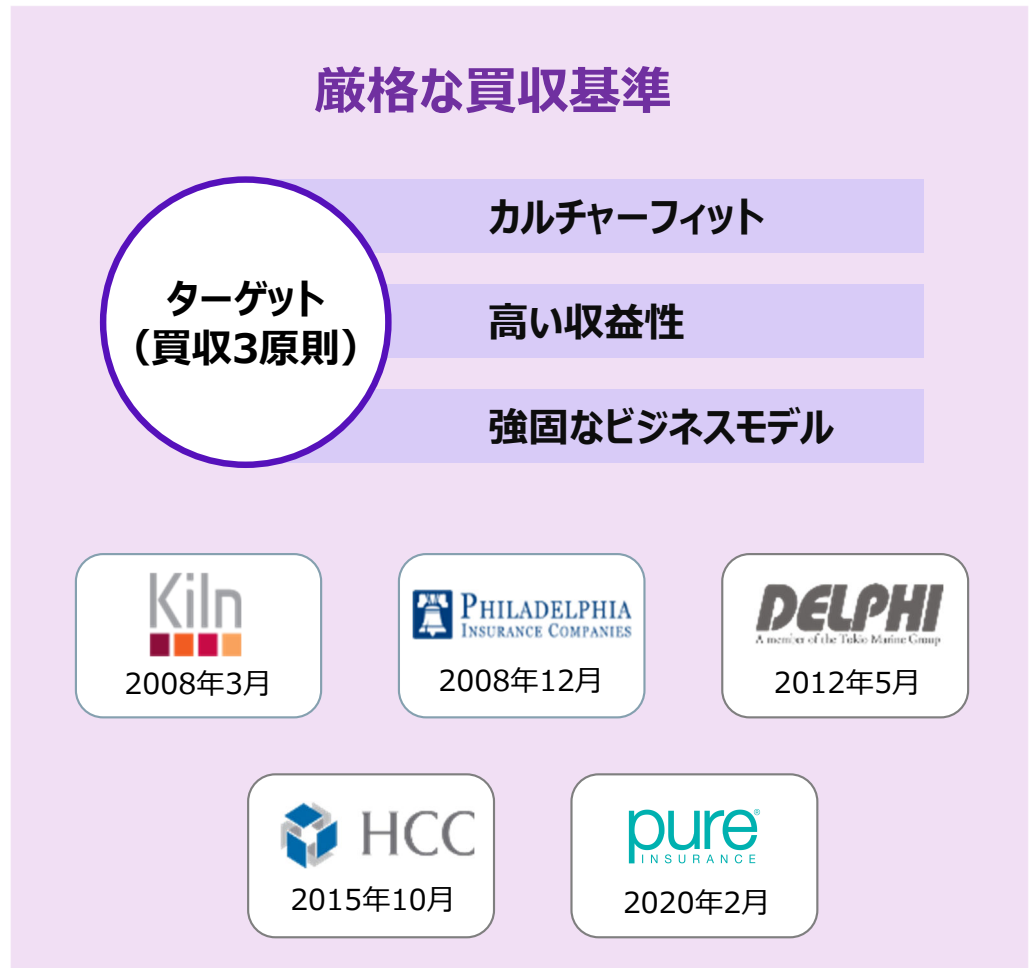 厳格な買収基準
ターゲット
（買収3原則）
カルチャーフィット
高い収益性
強固なビジネスモデル
Kiln
2008年3月
PHILADELPHIA
INSURANCE COMPANIES
2008年12月
DELPHI
A member of the Tokio Marine Group
2012年5月
HCC
2015年10月
pure®
INSURANCE
2020年2月